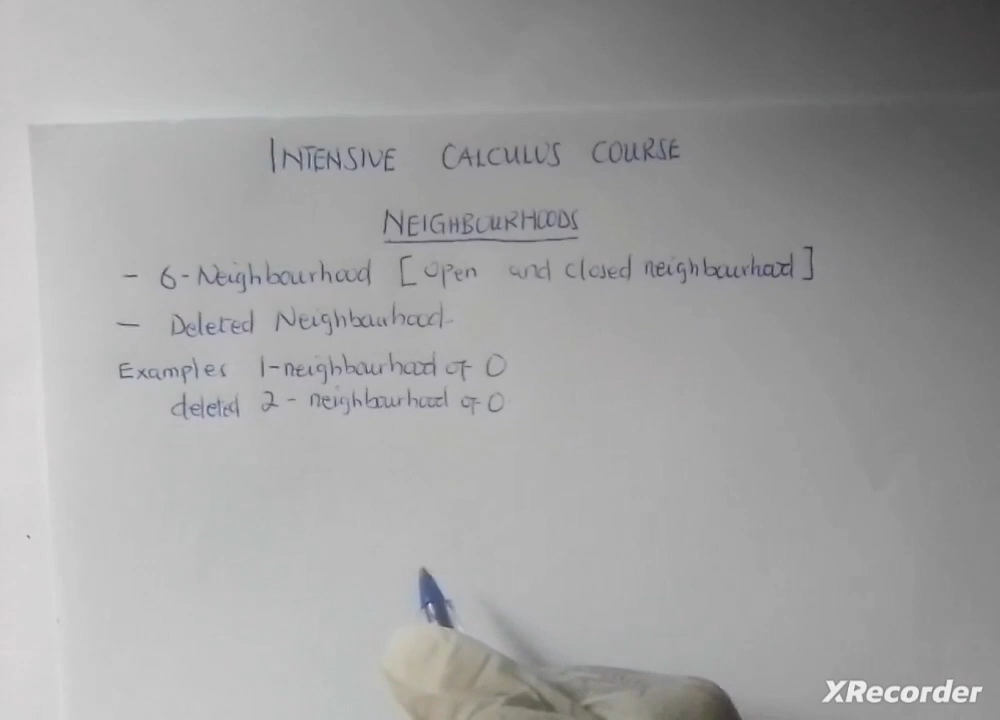 INTENSIVE CALCULUS COURSE
NEIGHBOURHOODS
- δ-Neighbourhood [Open and closed neighbourhood]
- Deleted Neighbourhood
Examples 1-neighbourhood of 0
deleted 2 - neighbourhood of 0
XRecorder